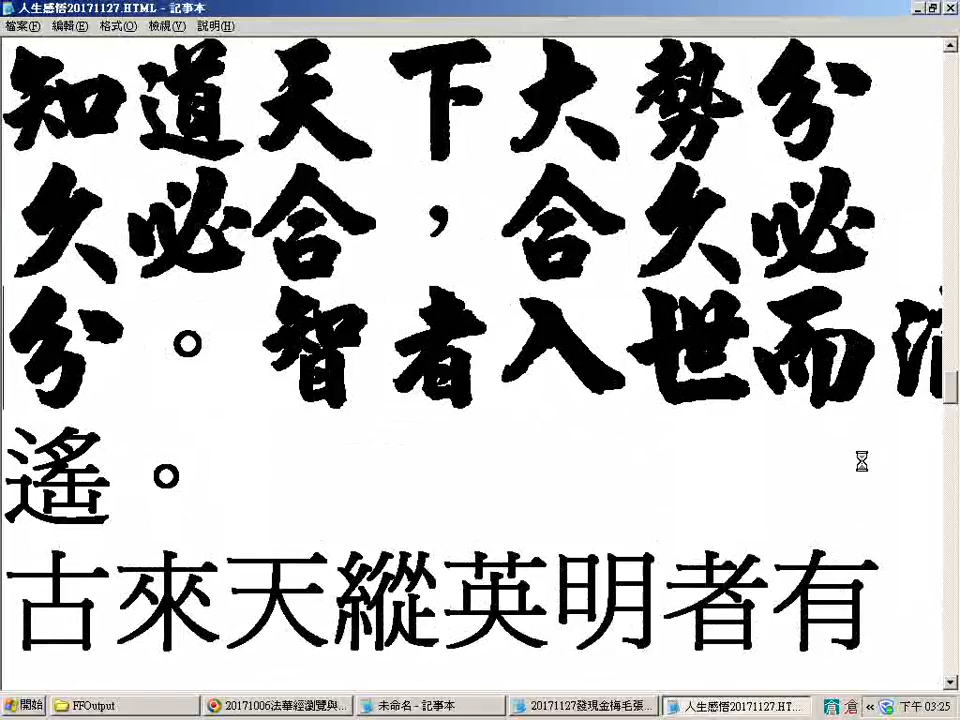 人生感悟20171127.HTML - 記事本
檔案(F) 編輯(E) 格式(O) 檢視(V) 說明(H)
知道天下大勢分
久必合，合久必
分。智者入世而
遙。
古來天縱英明者有
開始 FFOutput 20171006法華經瀏覽與... 未命名 - 記事本 20171127發現金梅毛張... 人生感悟20171127.HT... 倉 « 下午 03:25